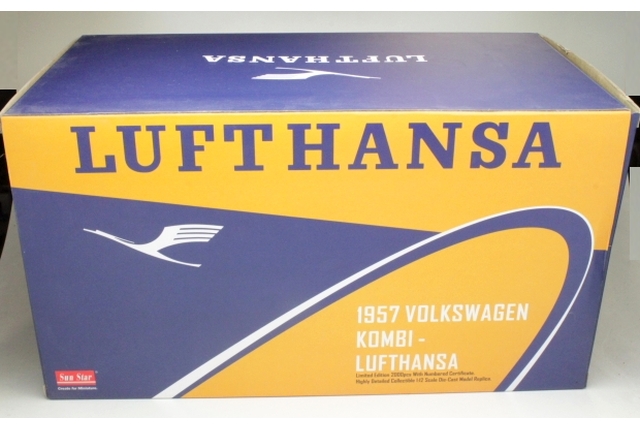 LUFTHANSA
LUFTHANSA
1957 VOLKSWAGEN
KOMBI -
LUFTHANSA
Limited Edition 2000pcs With Numbered Certificate
Highly Detailed Collectible 1:12 Scale Die Cast Model Replica
Sun Star